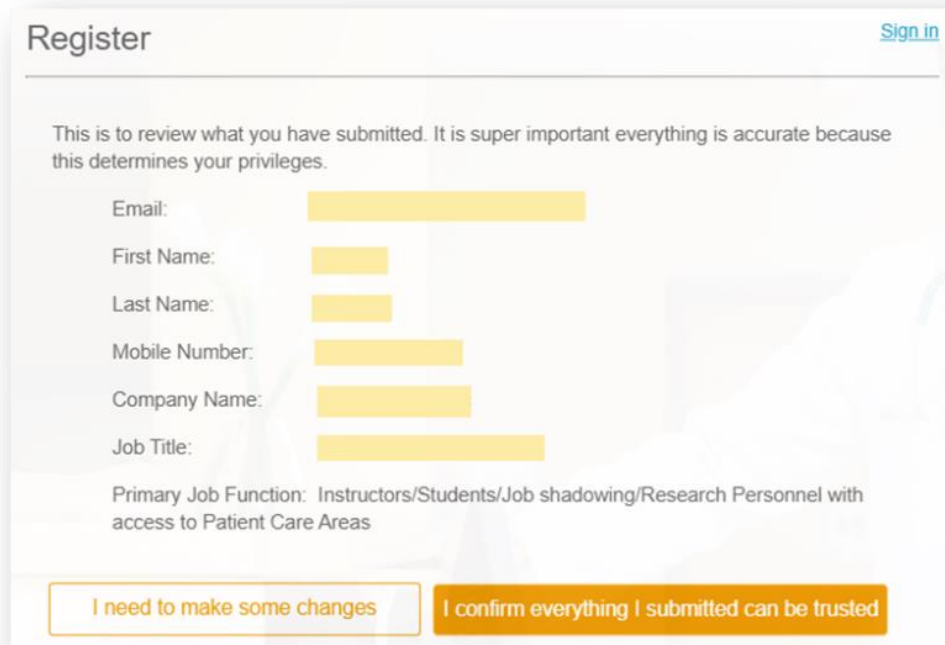 Register
Sign in
This is to review what you have submitted. It is super important everything is accurate because
this determines your privileges.
Email:
First Name:
Last Name:
Mobile Number:
Company Name:
Job Title:
Primary Job Function: Instructors/Students/Job shadowing/Research Personnel with
access to Patient Care Areas
I need to make some changes
I confirm everything I submitted can be trusted